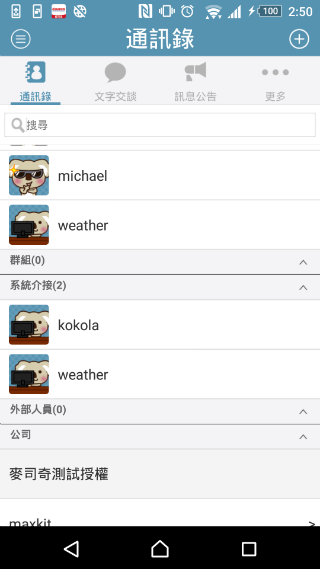 100 2:50
通訊錄
通訊錄 文字交談 訊息公告 更多
搜尋
michael
weather
群組(0)
系統介接(2)
kokola
weather
外部人員(0)
公司
麥司奇測試授權
maxkit >